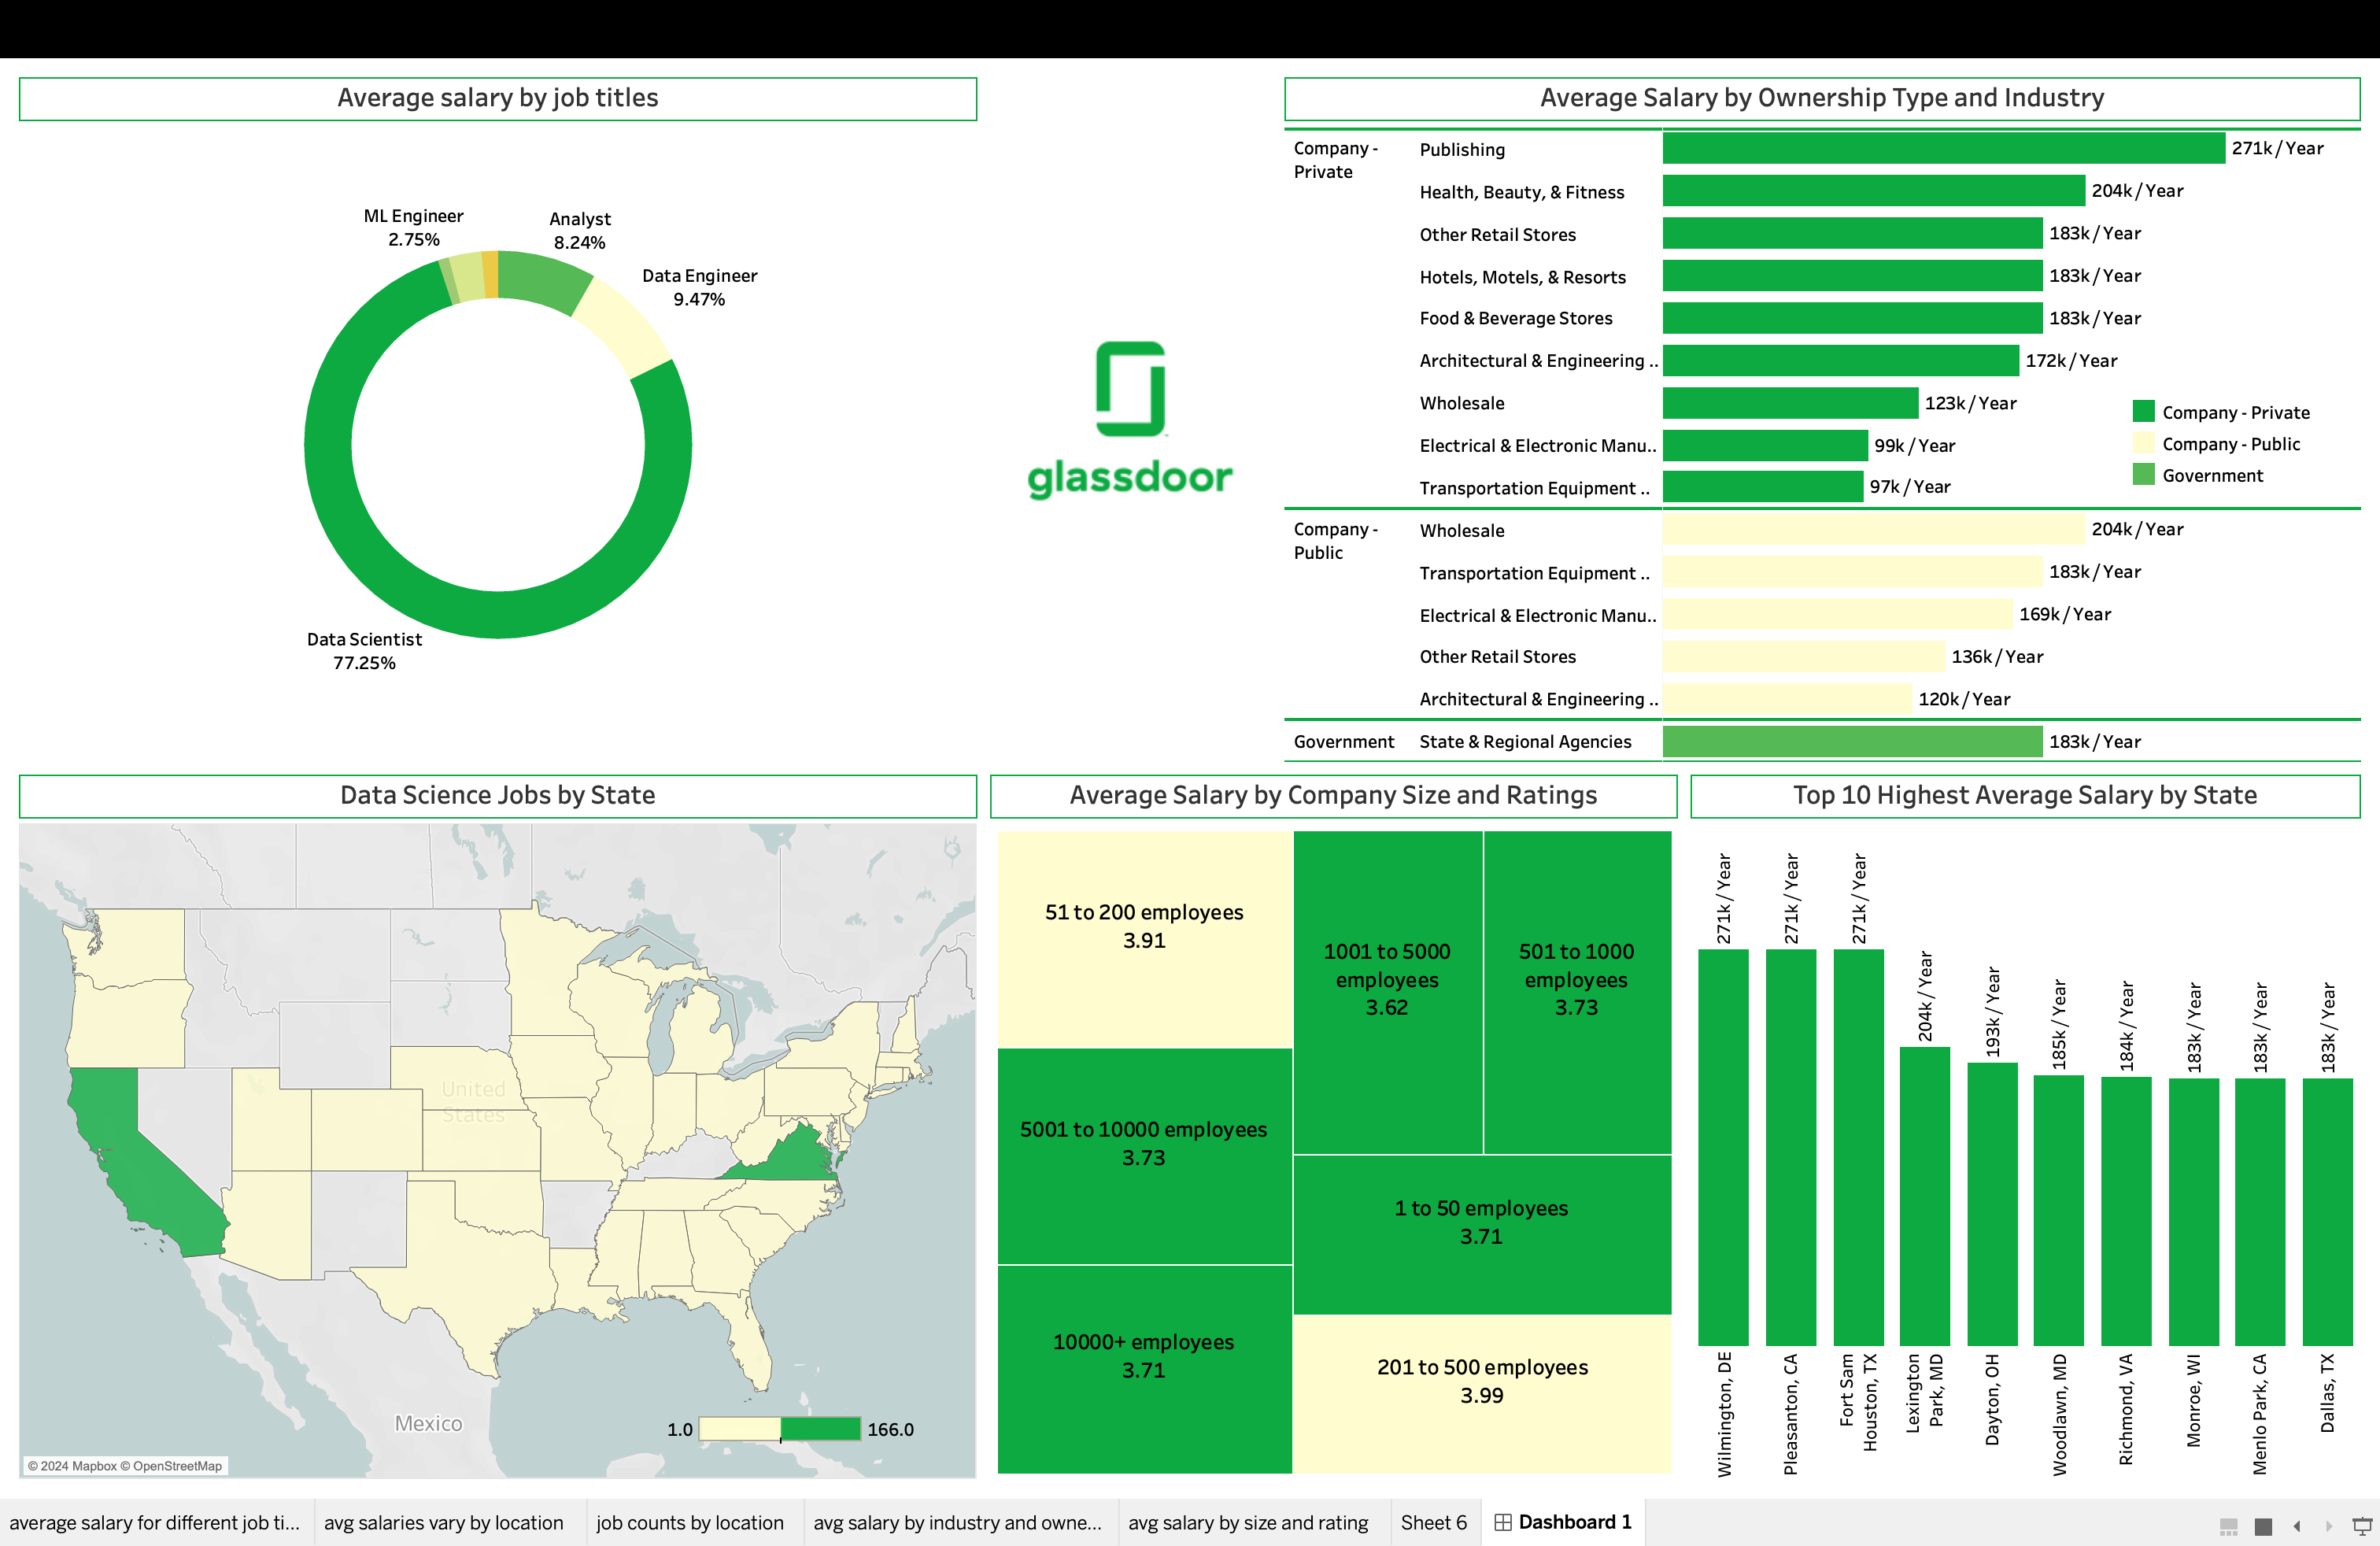 Average salary by job titles
ML Engineer
2.75%
Analyst
8.24%
Data Engineer
9.47%
Data Scientist
77.25%
glassdoor
Average Salary by Ownership Type and Industry
Company -
Private
Publishing
271k / Year
Health, Beauty, & Fitness
204k / Year
Other Retail Stores
183k / Year
Hotels, Motels, & Resorts
183k / Year
Food & Beverage Stores
183k / Year
Architectural & Engineering ..
172k / Year
Wholesale
123k / Year
Electrical & Electronic Manu..
99k / Year
Transportation Equipment ..
97k / Year
Company - Private
Company - Public
Government
Company -
Public
Wholesale
204k / Year
Transportation Equipment ..
183k / Year
Electrical & Electronic Manu..
169k / Year
Other Retail Stores
136k / Year
Architectural & Engineering ..
120k / Year
Government
State & Regional Agencies
183k / Year
Data Science Jobs by State
United
States
Mexico
1.0
166.0
© 2024 Mapbox © OpenStreetMap
Average Salary by Company Size and Ratings
51 to 200 employees
3.91
5001 to 10000 employees
3.73
10000+ employees
3.71
1001 to 5000
employees
3.62
501 to 1000
employees
3.73
1 to 50 employees
3.71
201 to 500 employees
3.99
Top 10 Highest Average Salary by State
271k / Year
271k / Year
271k / Year
204k / Year
193k / Year
185k / Year
184k / Year
183k / Year
183k / Year
183k / Year
Wilmington, DE
Pleasanton, CA
Fort Sam
Houston, TX
Lexington
Park, MD
Dayton, OH
Woodlawn, MD
Richmond, VA
Monroe, WI
Menlo Park, CA
Dallas, TX
average salary for different job ti...
avg salaries vary by location
job counts by location
avg salary by industry and owne...
avg salary by size and rating
Sheet 6
Dashboard 1